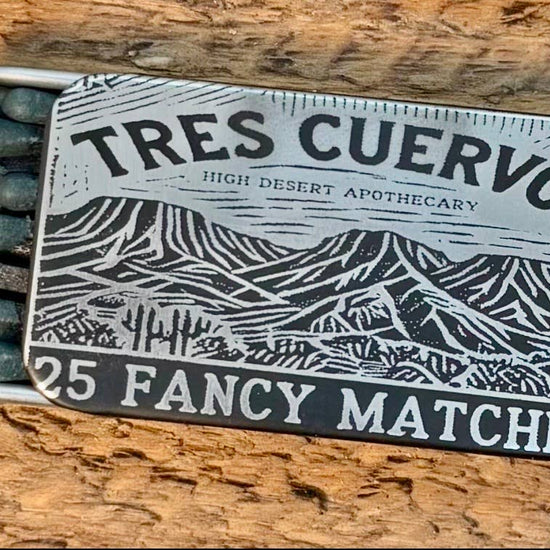 TRES CUERVO
HIGH DESERT APOTHECARY
25 FANCY MATCH